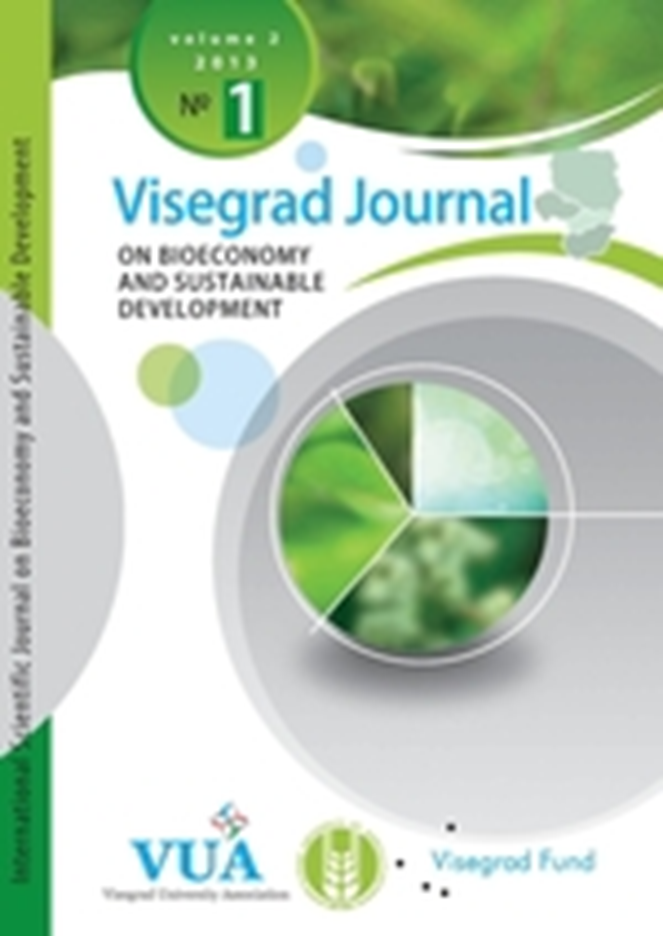 volume 2
2013
№ 1
Visegrad Journal
ON BIOECONOMY
AND SUSTAINABLE
DEVELOPMENT
International Scientific Journal on Bioeconomy and Sustainable Development
VUA
Visegrad University Association
Visegrad Fund